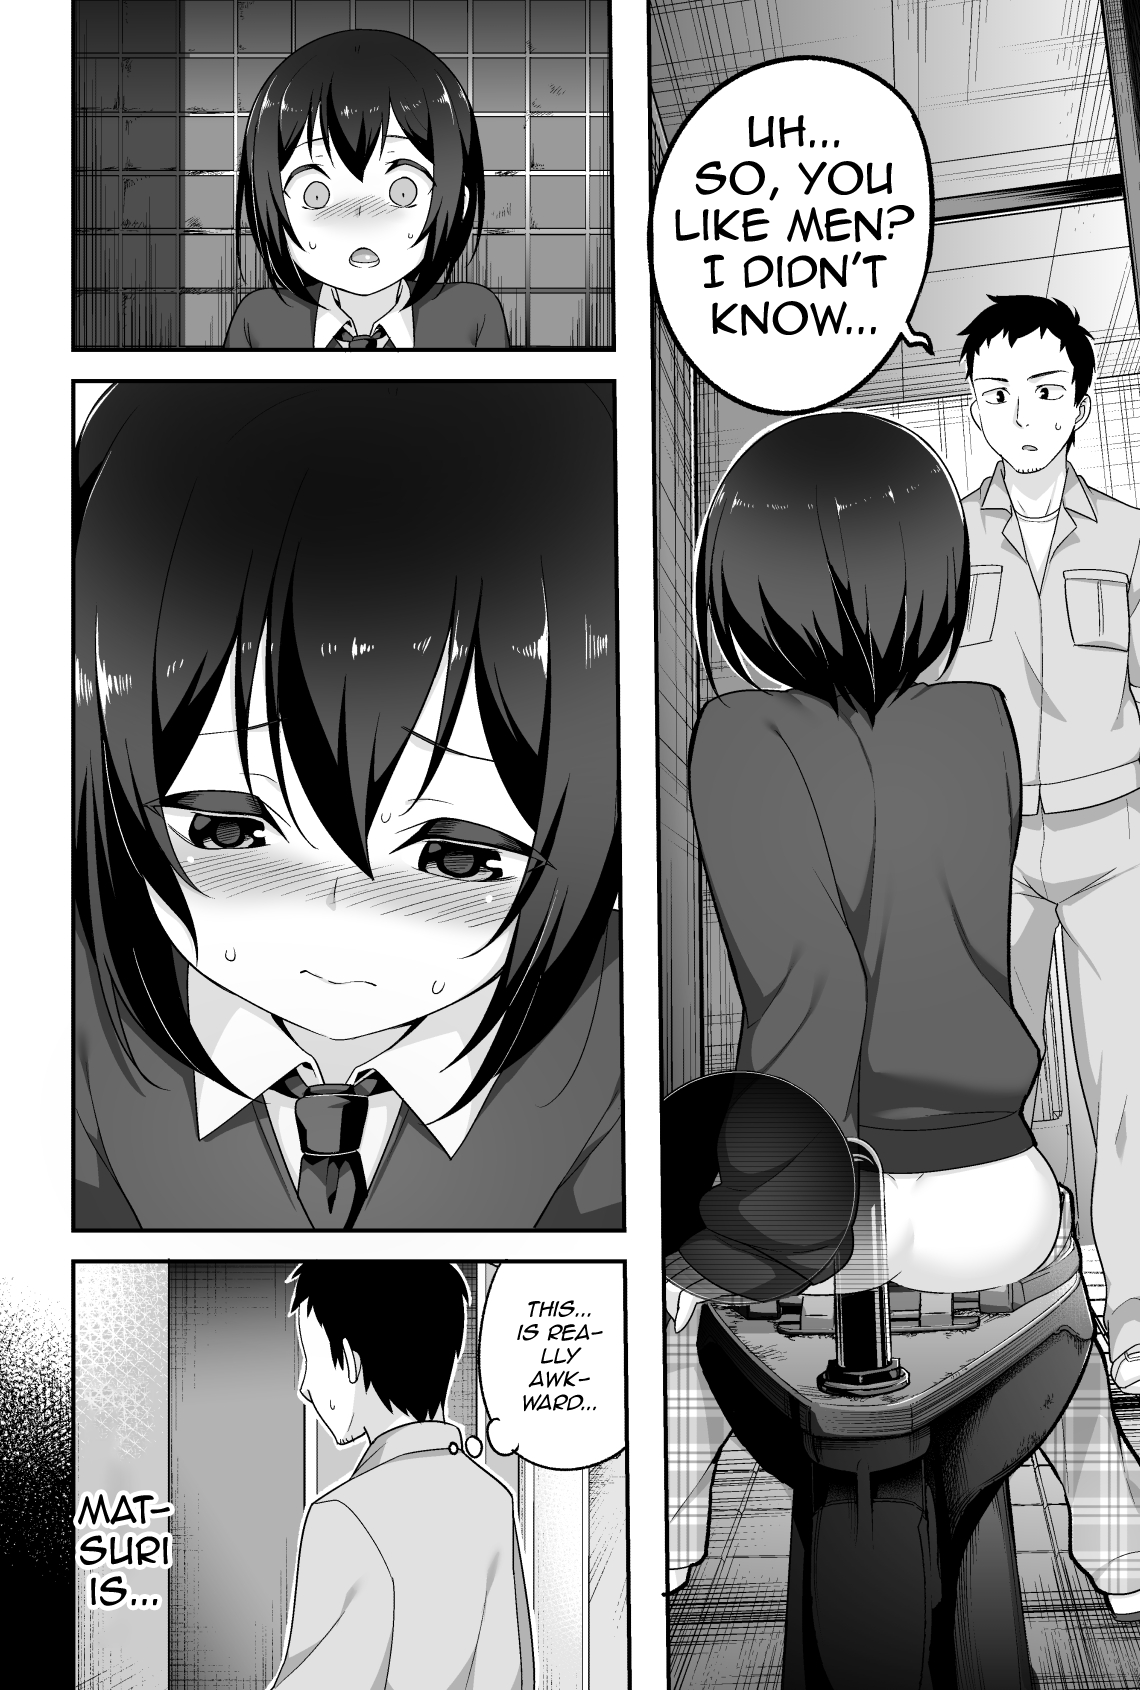 UH...
SO, YOU
LIKE MEN?
I DIDN'T
KNOW...
THIS...
IS REA-
LLY
AWK-
WARD...
MAT-
SURI
IS...